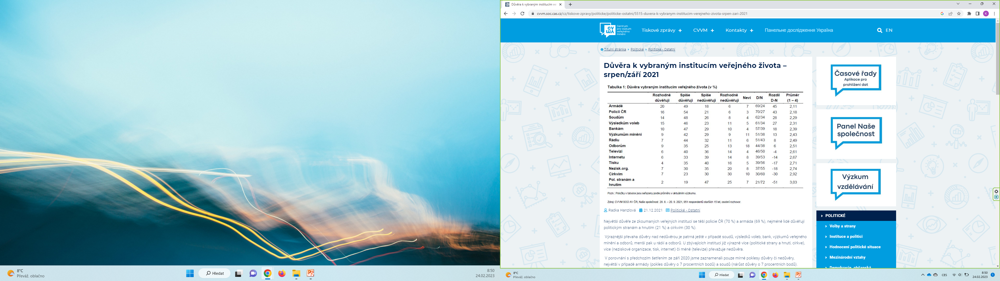 8°C
Převáž. oblačno
Hledat
8:50
24.02.2023
Důvěra k vybraným institucím ve
cvvm.soc.cas.cz/cz/tiskove-zpravy/politicke/politicke-ostatni/5515-duvera-k-vybranym-institucim-verejneho-zivota-srpen-zari-2021
K
Centrum
pro výzkum
veřejného
mínění
Tiskové zprávy +
CVVM +
Kontakty +
Панельне дослідження Україна
EN
Titulní stránka › Politické › Politické - Ostatní
Důvěra k vybraným institucím veřejného života –
srpen/září 2021
Tabulka 1: Důvěra vybraným institucím veřejného života (v %)
Rozhodně důvěřuji Spíše důvěřuji Spíše nedůvěřuji Rozhodně nedůvěřuji Neví D/N Rozdíl D-N Průměr (1 – 4)
Armádě 20 49 18 6 7 69/24 45 2,11
Policii ČR 16 54 21 6 3 70/27 43 2,18
Soudům 14 48 26 8 4 62/34 28 2,29
Výsledkům voleb 15 46 23 11 5 61/34 27 2,31
Bankám 10 47 29 10 4 57/39 18 2,39
Výzkumům mínění 9 42 29 9 11 51/38 13 2,43
Rádiu 7 44 32 11 6 51/43 8 2,49
Odborům 9 35 25 13 18 44/38 6 2,51
Televizi 6 40 36 14 4 46/50 -4 2,61
Internetu 6 33 39 14 8 39/53 -14 2,67
Tisku 4 35 40 16 5 39/56 -17 2,71
Nezisk.org. 7 30 35 20 8 37/55 -18 2,74
Církvím 7 23 30 30 10 30/60 -30 2,92
Pol. stranám a
hnutím 2 19 47 25 7 21/72 -51 3,03
Pozn.: Položky v tabulce jsou seřazeny podle průměru v aktuálním výzkumu.
Zdroj: CVVM SOÚ AV ČR, Naše společnost 28. 8. – 20. 9. 2021, 951 respondentů starších 15 let, osobní rozhovor.
Radka Hanzlová 21.12.2021 Politické - Ostatní
Největší důvěře ze zkoumaných veřejných institucí se těší policie ČR (70 %) a armáda (69 %), nejméně lidé důvěřují
politickým stranám a hnutím (21 %) a církvím (30 %).
Výraznější převaha důvěry nad nedůvěrou je patrná ještě v případě soudů, výsledků voleb, bank, výzkumů veřejného
mínění a odborů, menší pak u rádií a odborů. U zbývajících institucí již výrazně více (politické strany a hnutí, církve),
více (neziskové organizace, tisk, internet) či méně (televize) převažuje nedůvěra.
V porovnání s předchozím šetřením ze září 2020 jsme zaznamenali pouze mírné poklesy důvěry či nedůvěry,
největší v případě armády (pokles důvěry o 7 procentních bodů) a soudů (nárůst důvěry o 7 procentních bodů).
Časové řady
Aplikace pro
prohlížení dat
Panel Naše
společnost
Výzkum
vzdělávání
POLITICKÉ
Volby a strany
Instituce a politici
Hodnocení politické situace
Mezinárodní vztahy
Demokracie, občanská
8°C
Převáž. oblačno
Hledat
CES
8:50
24.02.2023
1